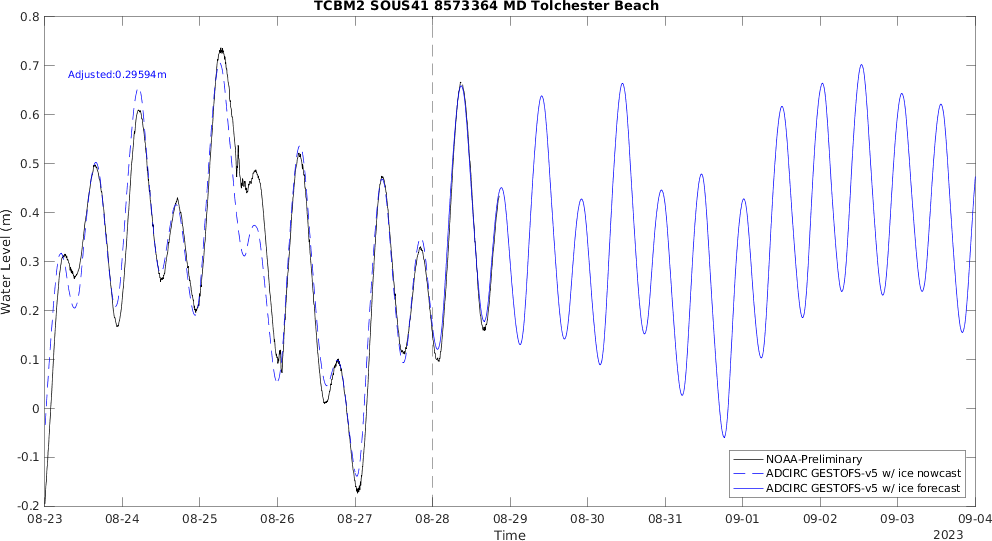 TCBM2 SOUS41 8573364 MD Tolchester Beach
Adjusted:0.29594m
Water Level (m)
0.8
0.7
0.6
0.5
0.4
0.3
0.2
0.1
0
-0.1
-0.2
NOAA-Preliminary
ADCIRC GESTOFS-v5 w/ ice nowcast
ADCIRC GESTOFS-v5 w/ ice forecast
08-23 08-24 08-25 08-26 08-27 08-28 08-29 08-30 08-31 09-01 09-02 09-03 09-04
Time
2023